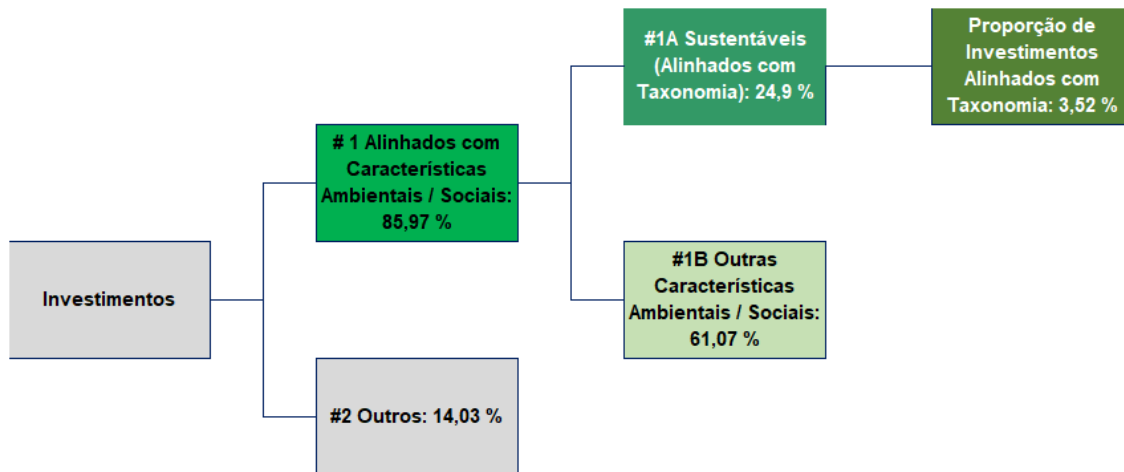 #1A Sustentáveis
(Alinhados com
Taxonomia): 24,9 %
Proporção de
Investimentos
Alinhados com
Taxonomia: 3,52 %
# 1 Alinhados com
Características
Ambientais / Sociais:
85,97 %
Investimentos
#1B Outras
Características
Ambientais / Sociais:
61,07 %
#2 Outros: 14,03 %